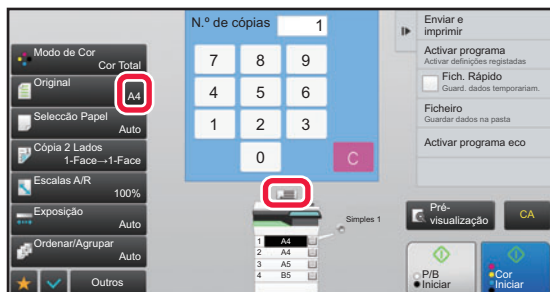 N.º de cópias
1
Modo de Cor
Cor Total
Original
A4
Selecção Papel
Auto
Cópia 2 Lados
1-Face→1-Face
Escalas A/R
100%
Exposição
Auto
Ordenar/Agrupar
Auto
Outros
7 8 9
4 5 6
1 2 3
0 C
Simples 1
1 A4
2 A4
3 A5
4 B5
Enviar e
imprimir
Activar programa
Activar definições registadas
Fich. Rápido
Guard. dados temporariam.
Ficheiro
Guardar dados na pasta
Activar programa eco
Pré-
visualização
CA
P/B
Iniciar
Cor
Iniciar